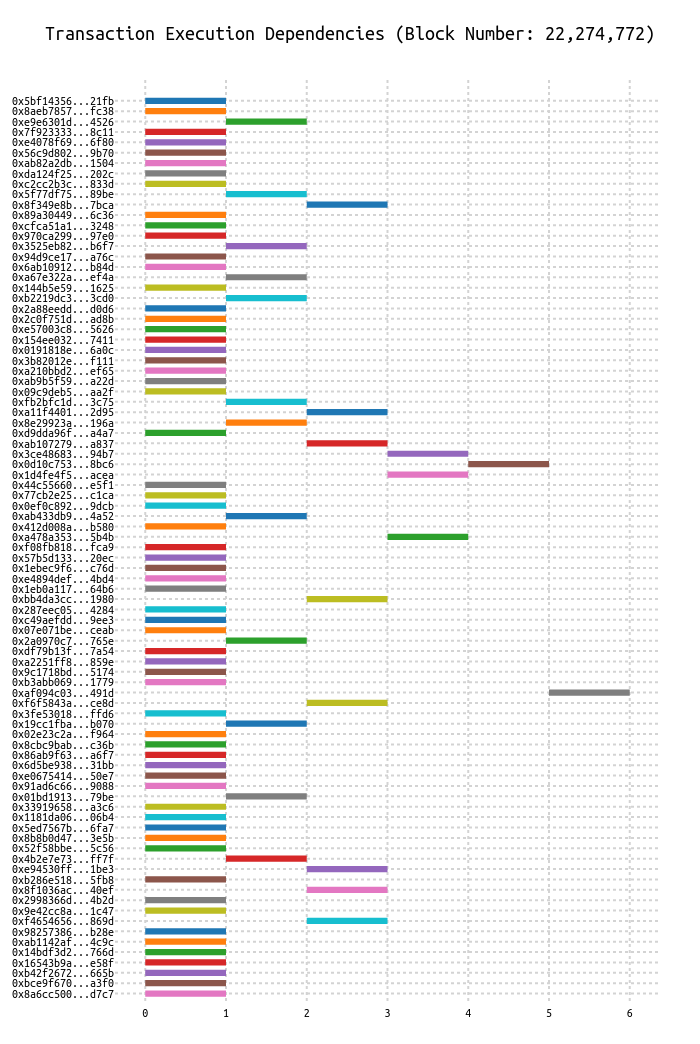 Transaction Execution Dependencies (Block Number: 22,274,772)
0x5bf14356...21fb
0x8aeb7857...fc38
0xe9e6301d...4526
0x7f923333...8c11
0xe4078f69...6f80
0x56c9d802...9b70
0xab82a2db...1504
0xda124f25...202c
0xc2cc2b3c...833d
0x5f77df75...89be
0x8f349e8b...7bca
0x89a30449...6c36
0xcfca51a1...3248
0x970ca299...97e0
0x3525eb82...b6f7
0x94d9ce17...a76c
0x6ab10912...b84d
0xa67e322a...ef4a
0x144b5e59...1625
0xb2219dc3...3cd0
0x2a88eedd...d0d6
0x2c0f751d...ad8b
0xe57003c8...5626
0x154ee032...7411
0x0191818e...6a0c
0x3b82012e...f111
0xa210bbd2...ef65
0xab9b5f59...a22d
0x09c9deb5...aa2f
0xfb2bfc1d...3c75
0xa11f4401...2d95
0x8e29923a...196a
0xd9dda96f...a4a7
0xab107279...a837
0x3ce48683...94b7
0x0d10c753...8bc6
0x1d4fe4f5...acea
0x44c55660...e5f1
0x77cb2e25...c1ca
0x0ef0c892...9dcb
0xab433db9...4a52
0x412d008a...b580
0xa478a353...5b4b
0xf08fb818...fca9
0x57b5d133...20ec
0x1ebec9f6...c76d
0xe4894def...4bd4
0x1eb0a117...64b6
0xbb4da3cc...1980
0x287eec05...4284
0xc49aefdd...9ee3
0x07e071be...ceab
0x2a0970c7...765e
0xdf79b13f...7a54
0xa2251ff8...859e
0x9c1718bd...5174
0xb3abb069...1779
0xaf094c03...491d
0xf6f5843a...ce8d
0x3fe53018...ffd6
0x19cc1fba...b070
0x02e23c2a...f964
0x8cbc9bab...c36b
0x86ab9f63...a6f7
0x6d5be938...31bb
0xe0675414...50e7
0x91ad6c66...9088
0x01bd1913...79be
0x33919658...a3c6
0x1181da06...06b4
0x5ed7567b...6fa7
0x8b8b0d47...3e5b
0x52f58bbe...5c56
0x4b2e7e73...ff7f
0xe94530ff...1be3
0xb286e518...5fb8
0x8f1036ac...40ef
0x2998366d...4b2d
0x9e42cc8a...1c47
0xf4654656...869d
0x98257386...b28e
0xab1142af...4c9c
0x14bdf3d2...766d
0x16543b9a...e58f
0xb42f2672...665b
0xbce9f670...a3f0
0x8a6cc500...d7c7
0 1 2 3 4 5 6